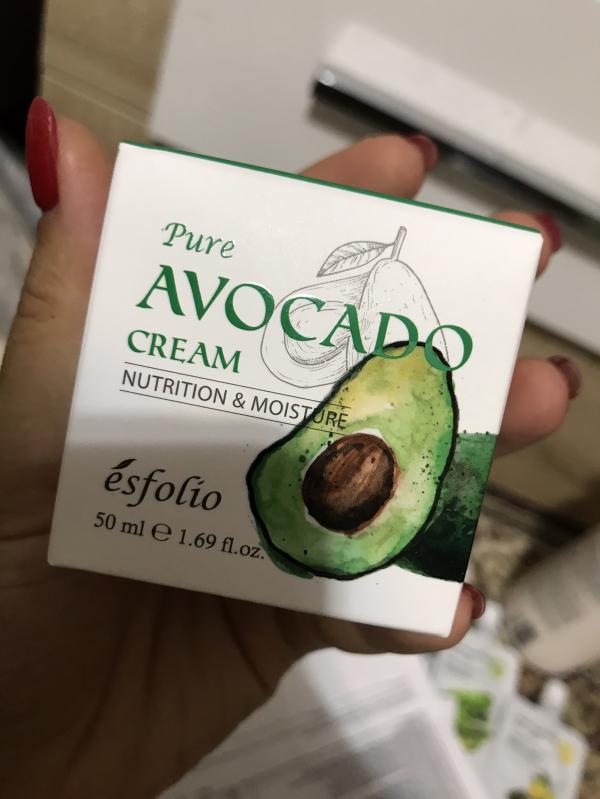 Pure
AVOCADO
CREAM
NUTRITION & MOISTURE
ésfolio
50 ml ℮ 1.69 fl.oz.